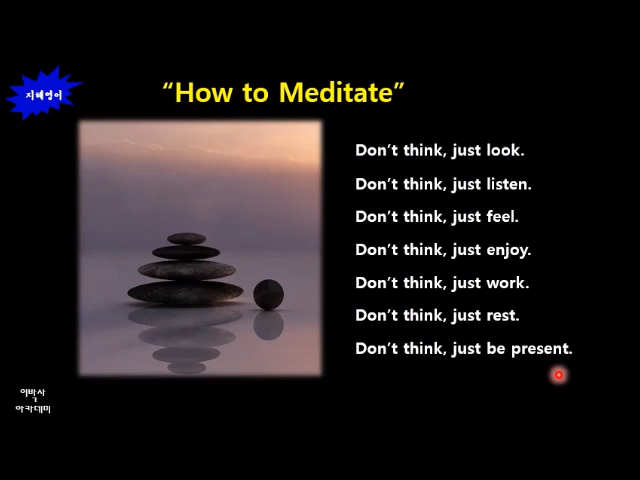 지혜영어
“How to Meditate”
Don’t think, just look.
Don’t think, just listen.
Don’t think, just feel.
Don’t think, just enjoy.
Don’t think, just work.
Don’t think, just rest.
Don’t think, just be present.
이박사
아카데미